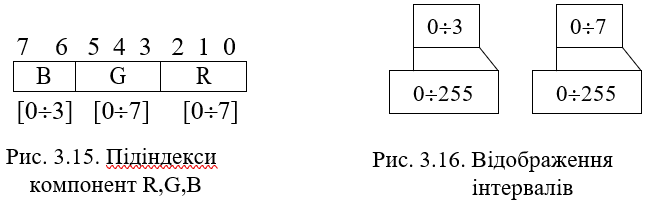 7 6 5 4 3 2 1 0
B G R
[0÷3] [0÷7] [0÷7]
Рис. 3.15. Підіндекси
компонент R,G,B
0÷3 0÷7
0÷255 0÷255
Рис. 3.16. Відображення
інтервалів